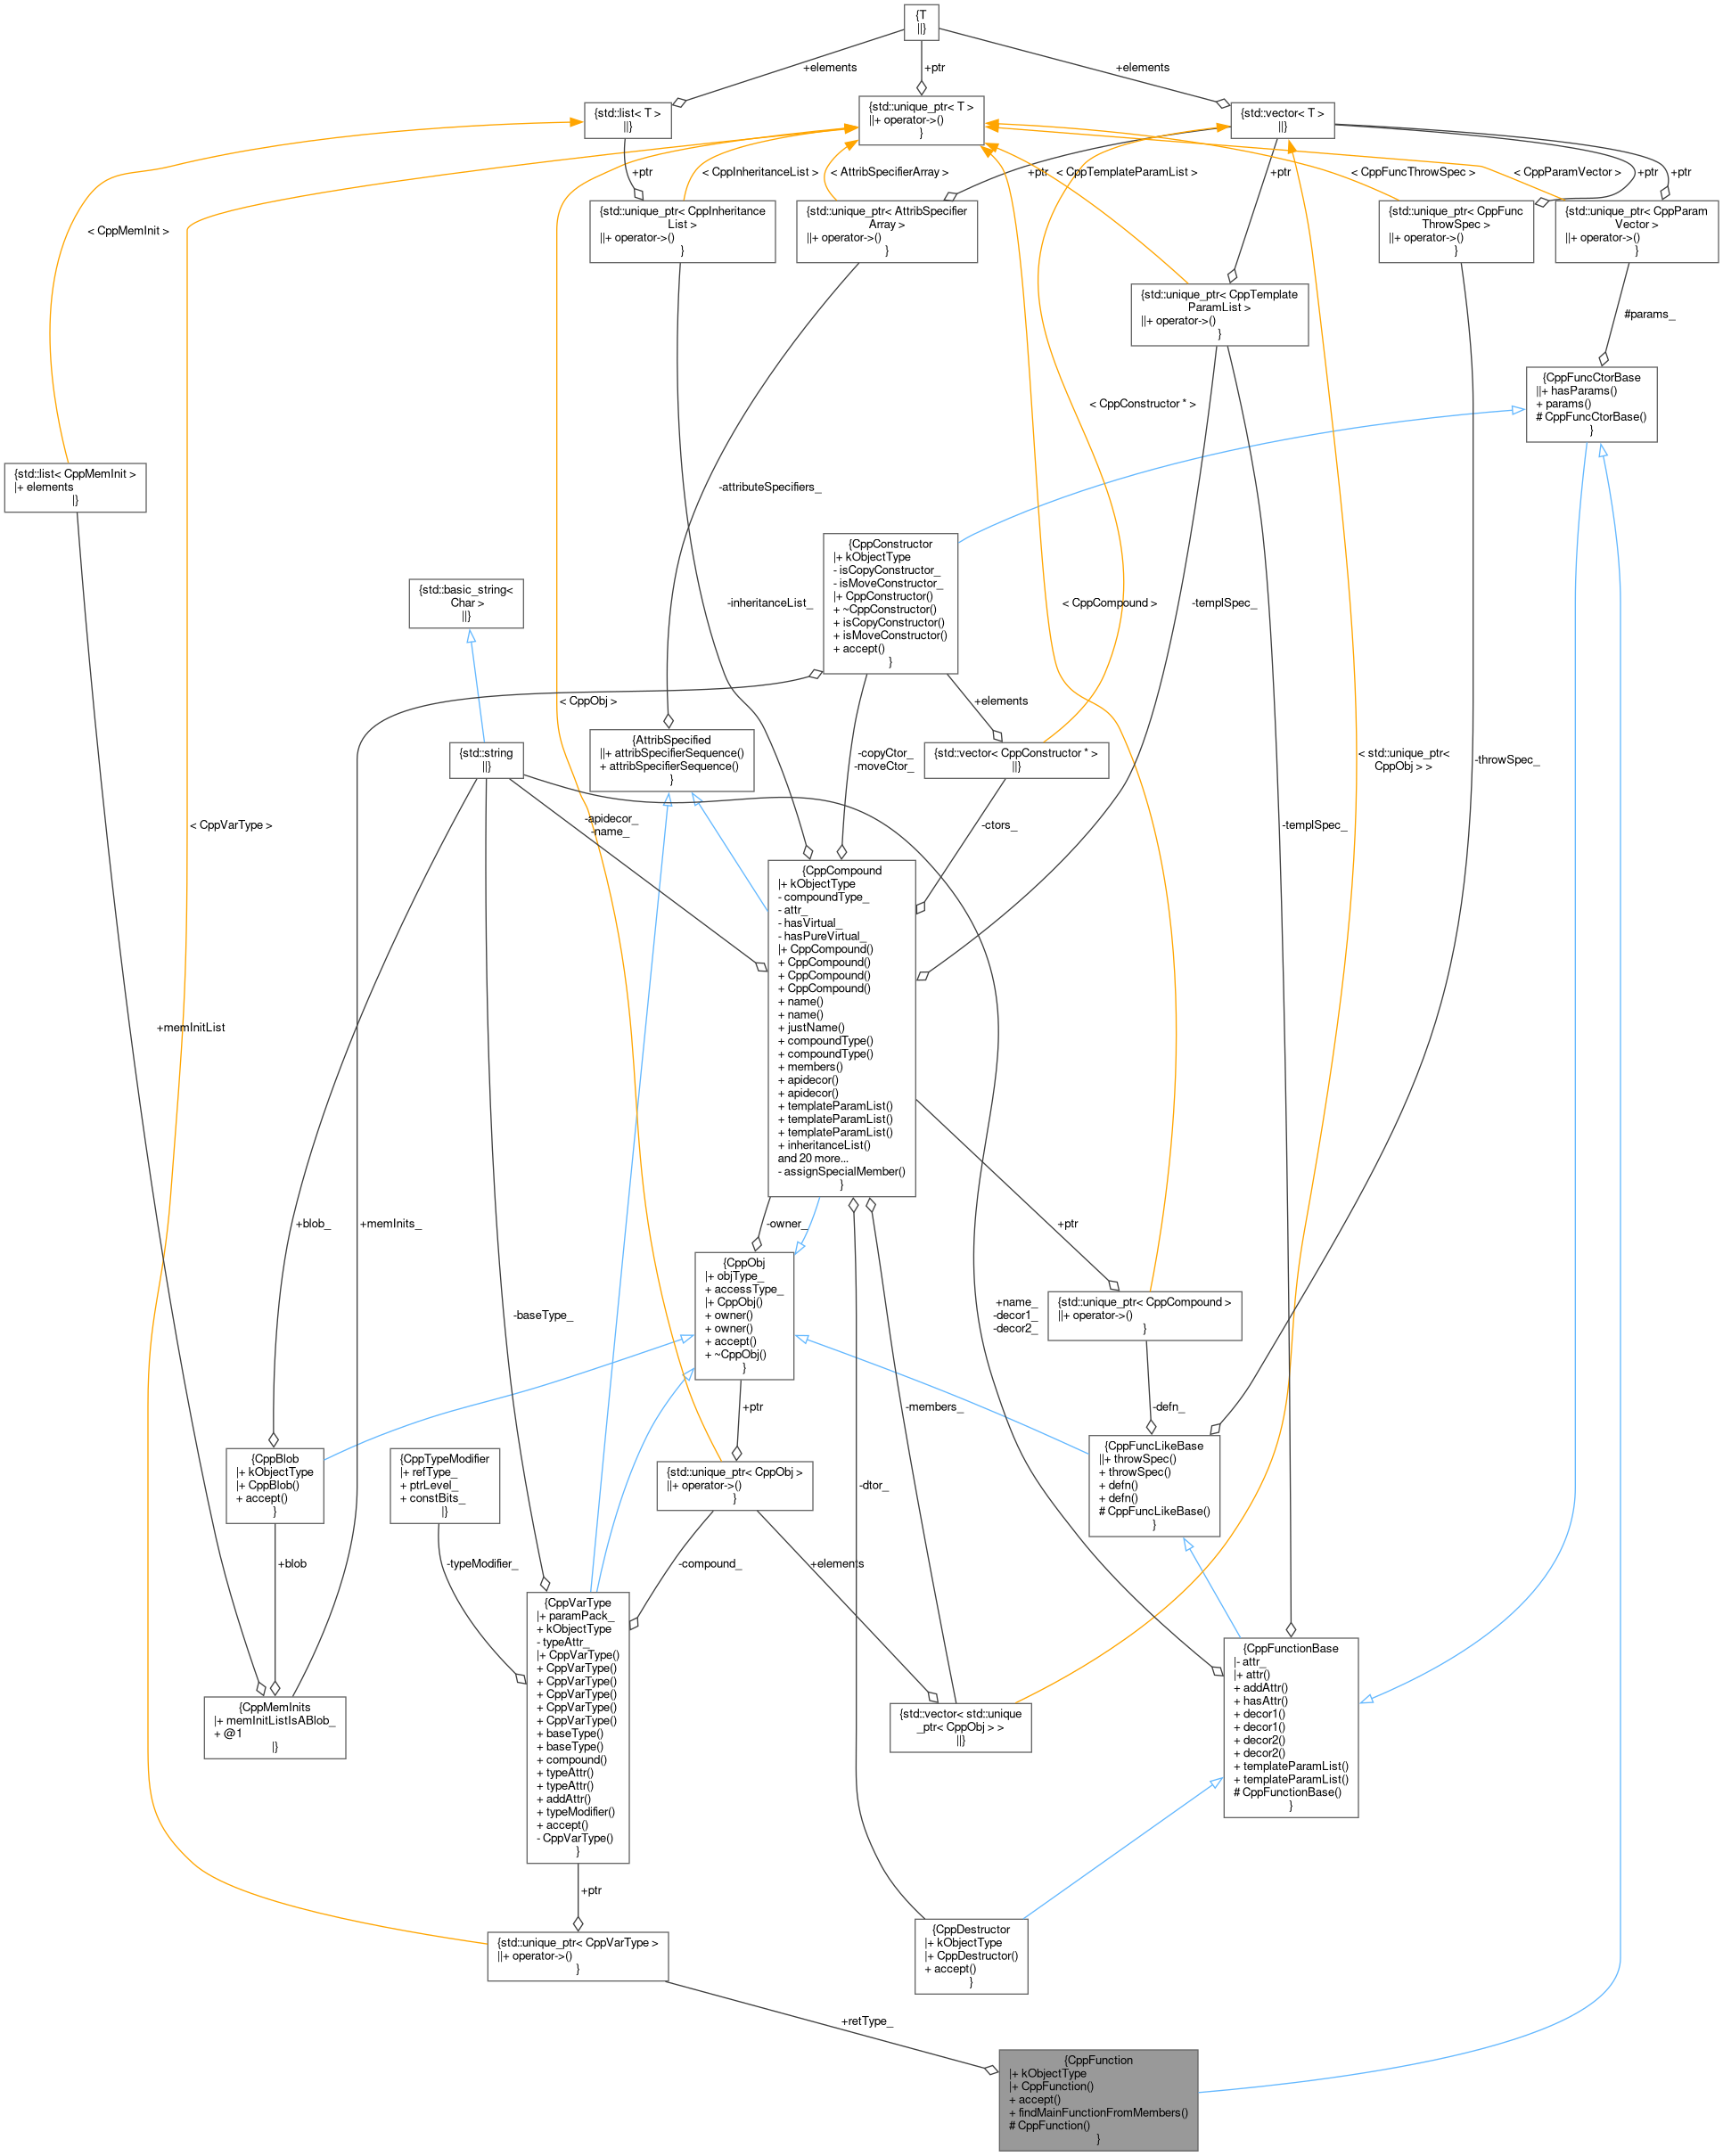 {T
||}
+elements
+ptr
+elements
{std::list< T >
||}
{std::unique_ptr< T >
||+ operator->()
}
{std::vector< T >
||}
< CppInheritanceList >
< AttribSpecifierArray >
+ptr
+ptr
< CppTemplateParamList >
+ptr
< CppFuncThrowSpec >
< CppParamVector >
+ptr
+ptr
{std::unique_ptr< CppInheritance
List >
||+ operator->()
}
{std::unique_ptr< AttribSpecifier
Array >
||+ operator->()
}
{std::unique_ptr< CppFunc
ThrowSpec >
||+ operator->()
}
{std::unique_ptr< CppParam
Vector >
||+ operator->()
}
< CppMemInit >
{std::unique_ptr< CppTemplate
ParamList >
||+ operator->()
}
#params_
{CppFuncCtorBase
||+ hasParams()
+ params()
# CppFuncCtorBase()
}
< CppConstructor * >
{std::list< CppMemInit >
|+ elements
|}
-attributeSpecifiers_
{CppConstructor
|+ kObjectType
- isCopyConstructor_
- isMoveConstructor_
|+ CppConstructor()
+ ~CppConstructor()
+ isCopyConstructor()
+ isMoveConstructor()
+ accept()
}
{std::basic_string<
Char >
||}
-inheritanceList_
< CppCompound >
-templSpec_
< CppObj >
+elements
{std::string
||}
{AttribSpecified
||+ attribSpecifierSequence()
+ attribSpecifierSequence()
}
-copyCtor_
-moveCtor_
{std::vector< CppConstructor * >
||}
< std::unique_ptr<
CppObj > >
-throwSpec_
< CppVarType >
-apidecor_
-name_
-ctors_
-templSpec_
{CppCompound
|+ kObjectType
- compoundType_
- attr_
- hasVirtual_
- hasPureVirtual_
|+ CppCompound()
+ CppCompound()
+ CppCompound()
+ CppCompound()
+ name()
+ name()
+ justName()
+ compoundType()
+ compoundType()
+ members()
+ apidecor()
+ apidecor()
+ templateParamList()
+ templateParamList()
+ templateParamList()
+ inheritanceList()
and 20 more...
- assignSpecialMember()
}
+memInitList
+blob_
+memInits_
-owner_
+ptr
{CppObj
|+ objType_
+ accessType_
|+ CppObj()
+ owner()
+ owner()
+ accept()
+ ~CppObj()
}
-baseType_
+name_
-decor1_
-decor2_
{std::unique_ptr< CppCompound >
||+ operator->()
}
+ptr
-members_
-defn_
{CppBlob
|+ kObjectType
|+ CppBlob()
+ accept()
}
{CppTypeModifier
|+ refType_
+ ptrLevel_
+ constBits_
|}
{std::unique_ptr< CppObj >
||+ operator->()
}
-dtor_
{CppFuncLikeBase
||+ throwSpec()
+ throwSpec()
+ defn()
+ defn()
# CppFuncLikeBase()
}
+blob
-typeModifier_
-compound_
+elements
{CppVarType
|+ paramPack_
+ kObjectType
- typeAttr_
|+ CppVarType()
+ CppVarType()
+ CppVarType()
+ CppVarType()
+ CppVarType()
+ CppVarType()
+ baseType()
+ baseType()
+ compound()
+ typeAttr()
+ typeAttr()
+ addAttr()
+ typeModifier()
+ accept()
- CppVarType()
}
{CppFunctionBase
|- attr_
|+ attr()
+ addAttr()
+ hasAttr()
+ decor1()
+ decor1()
+ decor2()
+ decor2()
+ templateParamList()
+ templateParamList()
# CppFunctionBase()
}
{CppMemInits
|+ memInitListIsABlob_
+ @1
|}
{std::vector< std::unique
_ptr< CppObj > >
||}
+ptr
{CppDestructor
|+ kObjectType
|+ CppDestructor()
+ accept()
}
{std::unique_ptr< CppVarType >
||+ operator->()
}
+retType_
{CppFunction
|+ kObjectType
|+ CppFunction()
+ accept()
+ findMainFunctionFromMembers()
# CppFunction()
}